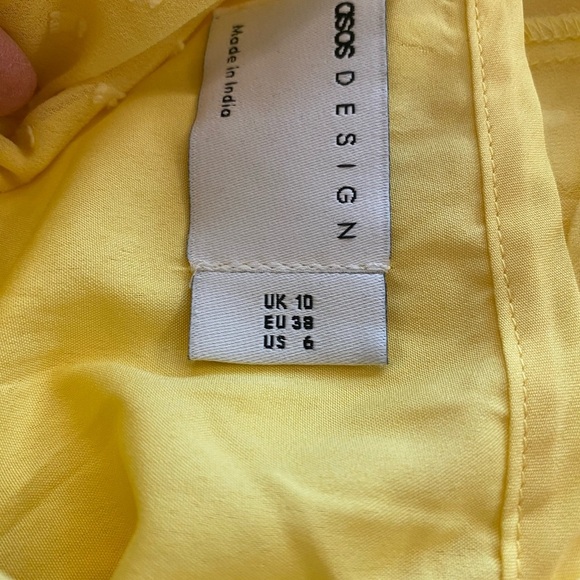 asos DESIGN
Made in India
UK 10
EU 38
US 6